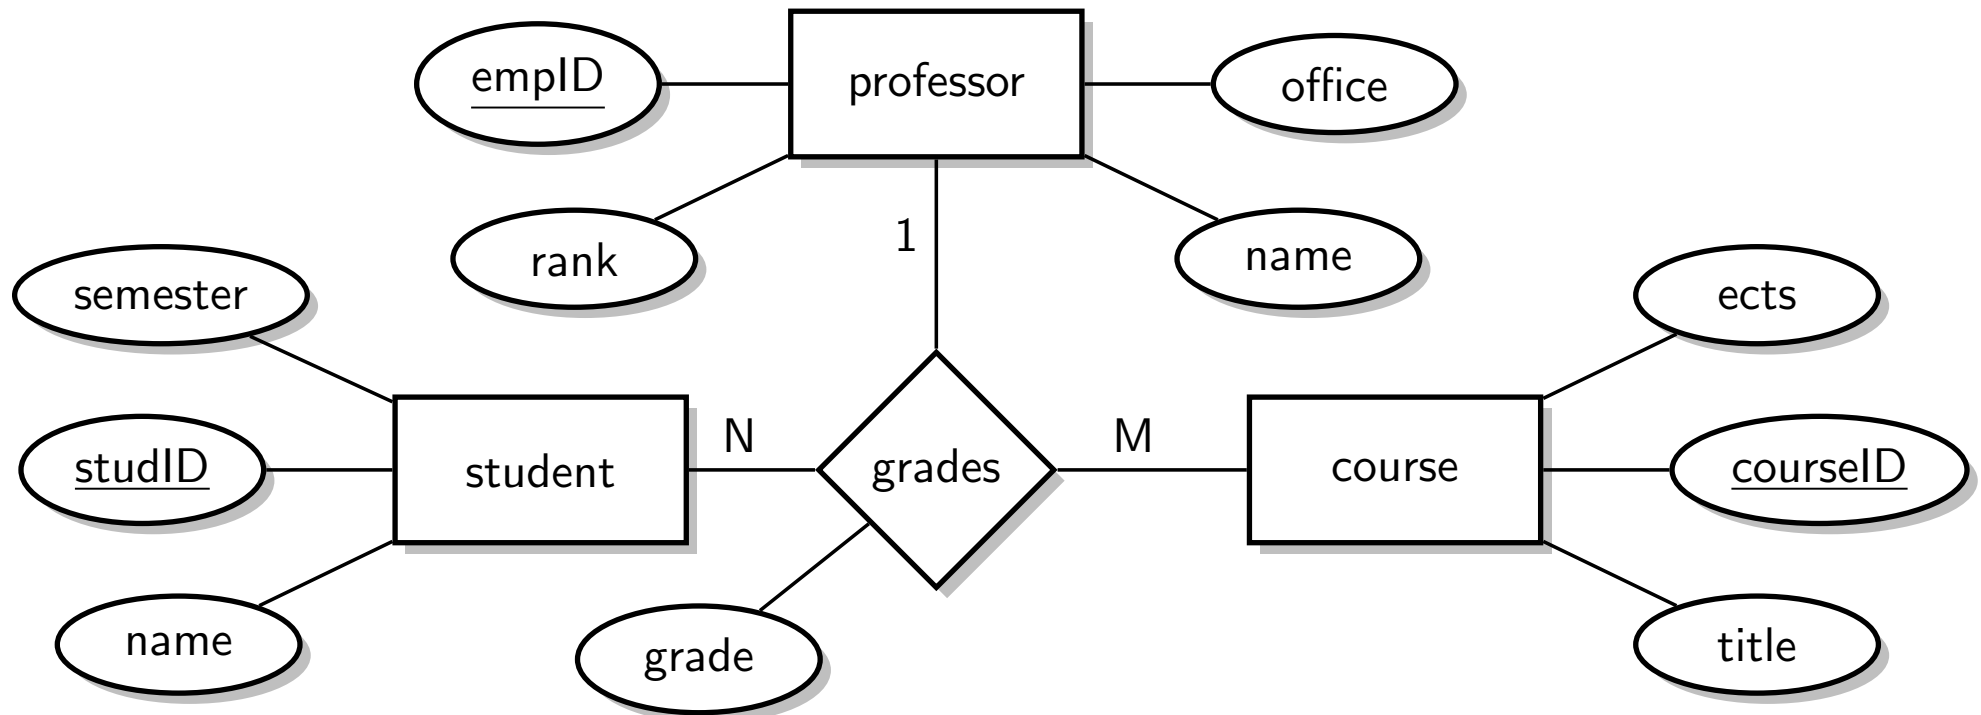 empID
professor
office
rank
1
name
semester
ects
studID
student
N
grades
M
course
courseID
name
grade
title